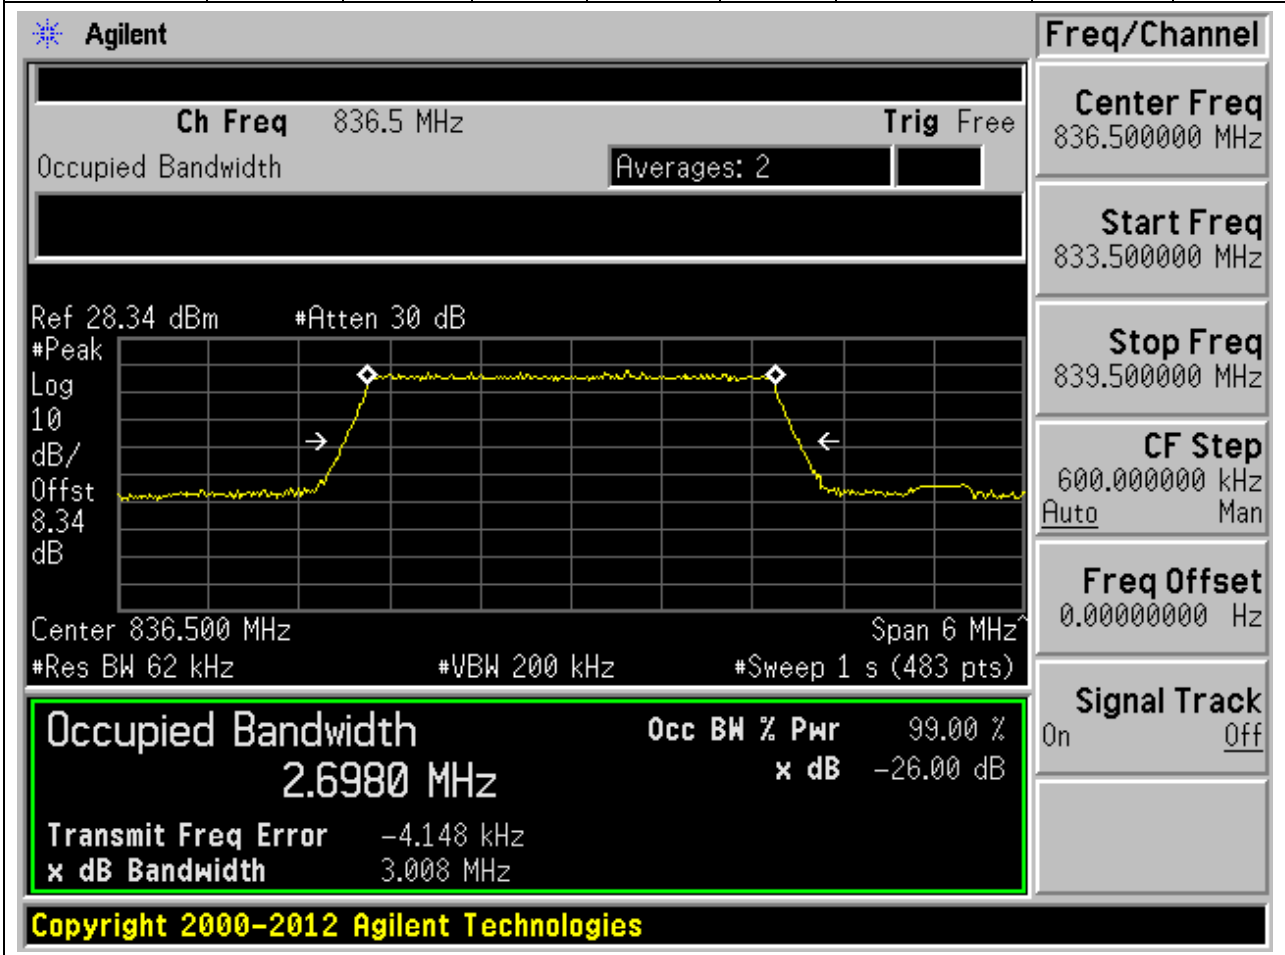 Agilent
Freq/Channel
Ch Freq 836.5 MHz Trig Free
Occupied Bandwidth Averages: 2
Center Freq
836.500000 MHz
Start Freq
833.500000 MHz
Stop Freq
839.500000 MHz
CF Step
600.000000 kHz
Auto Man
Freq Offset
0.00000000 Hz
Signal Track
On Off
Ref 28.34 dBm #Atten 30 dB
#Peak
Log
10
dB/
Offst
8.34
dB
Center 836.500 MHz Span 6 MHz^
#Res BW 62 kHz #VBW 200 kHz #Sweep 1 s (483 pts)
Occupied Bandwidth Occ BW % Pwr 99.00 %
2.6980 MHz x dB -26.00 dB
Transmit Freq Error -4.148 kHz
x dB Bandwidth 3.008 MHz
Copyright 2000-2012 Agilent Technologies